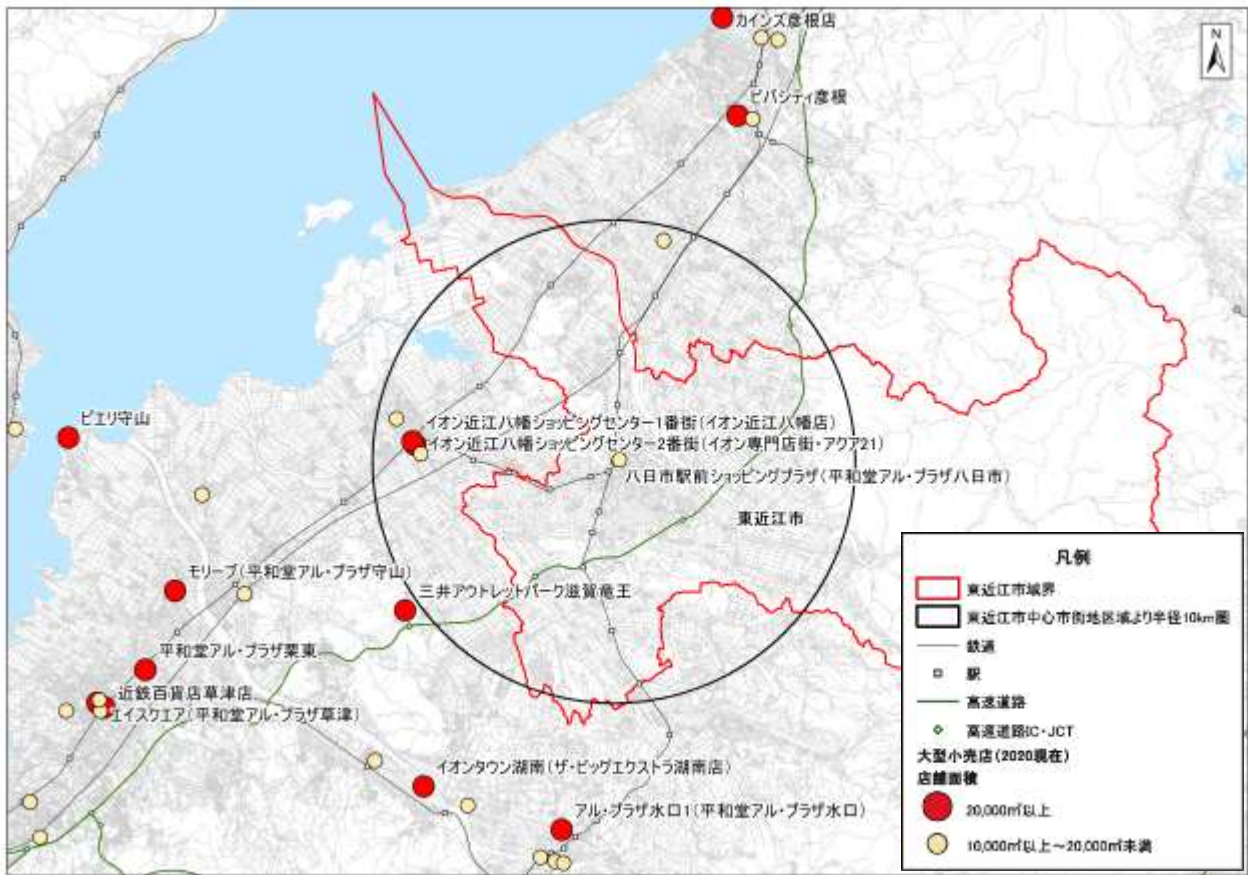 カインズ彦根店
N
ビバシティ彦根
ピエリ守山
イオン近江八幡ショッピングセンター1番街(イオン近江八幡店)
イオン近江八幡ショッピングセンター2番街(イオン専門店街・アクア21)
八日市駅前ショッピングプラザ(平和堂アル・プラザ八日市)
東近江市
モリーブ(平和堂アル・プラザ守山)
三井アウトレットパーク滋賀竜王
平和堂アル・プラザ栗東
近鉄百貨店草津店
エイスクエア(平和堂アル・プラザ草津)
イオンタウン湖南(ザ・ビッグエクストラ湖南店)
アル・プラザ水口1(平和堂アル・プラザ水口)
凡例
東近江市域界
東近江市中心市街地区域より半径10km圏
鉄道
駅
高速道路
高速道路IC・JCT
大型小売店(2020現在)
店舗面積
20,000㎡以上
10,000㎡以上~20,000㎡未満